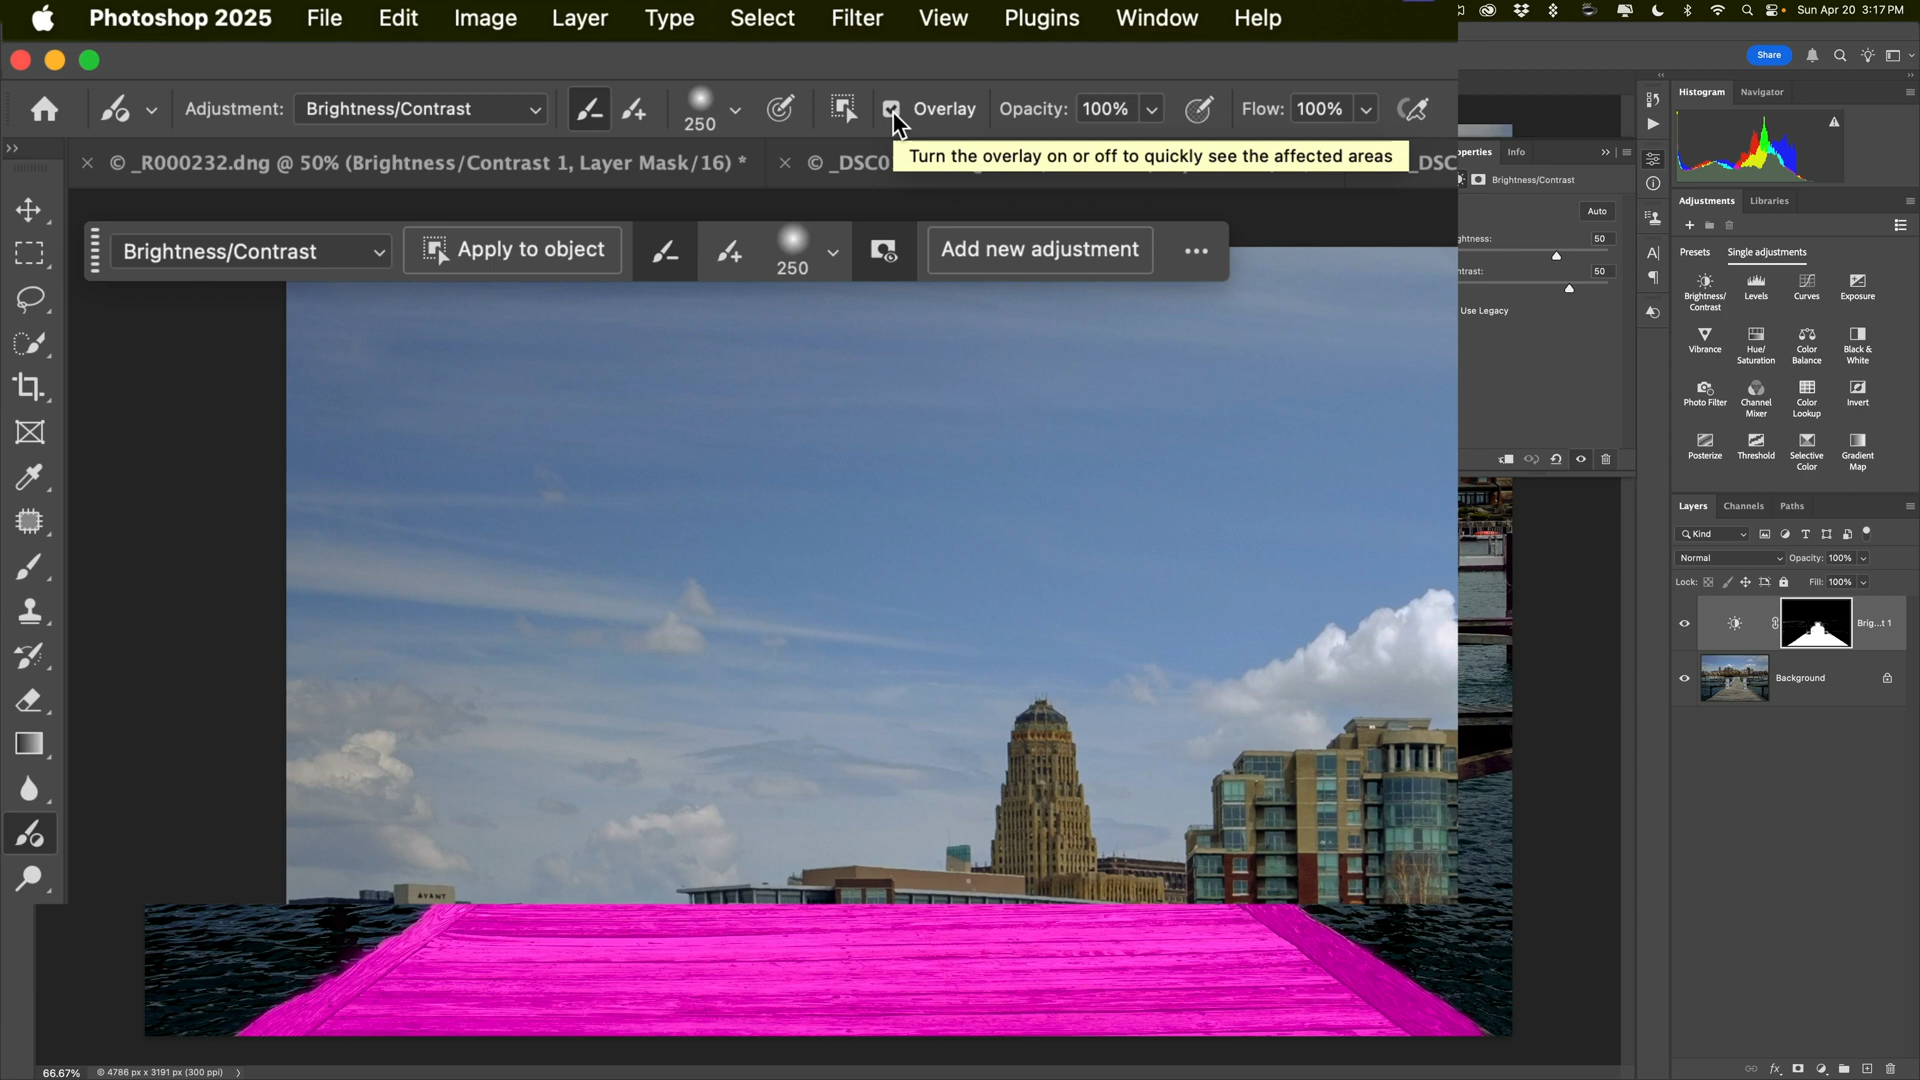 Photoshop 2025 File Edit Image Layer Type Select Filter View Plugins Window Help
Sun Apr 20 3:17 PM
Share
Adjustment: Brightness/Contrast 250 Overlay Opacity: 100% Flow: 100%
Turn the overlay on or off to quickly see the affected areas
× © _R000232.dng @ 50% (Brightness/Contrast 1, Layer Mask/16) * × © _DSC0 _DSC
Brightness/Contrast Apply to object 250 Add new adjustment
AVANT
66.67% © 4786 px x 3191 px (300 ppi)
operties Info
Brightness/Contrast
Auto
ghtness: 50
ntrast: 50
Use Legacy
Histogram Navigator
Adjustments Libraries
Presets Single adjustments
Brightness/
Contrast
Levels
Curves
Exposure
Vibrance
Hue/
Saturation
Color
Balance
Black &
White
Photo Filter
Channel
Mixer
Color
Lookup
Invert
Posterize
Threshold
Selective
Color
Gradient
Map
Layers Channels Paths
Kind
Normal Opacity: 100%
Lock: Fill: 100%
Brig...t 1
Background
fx